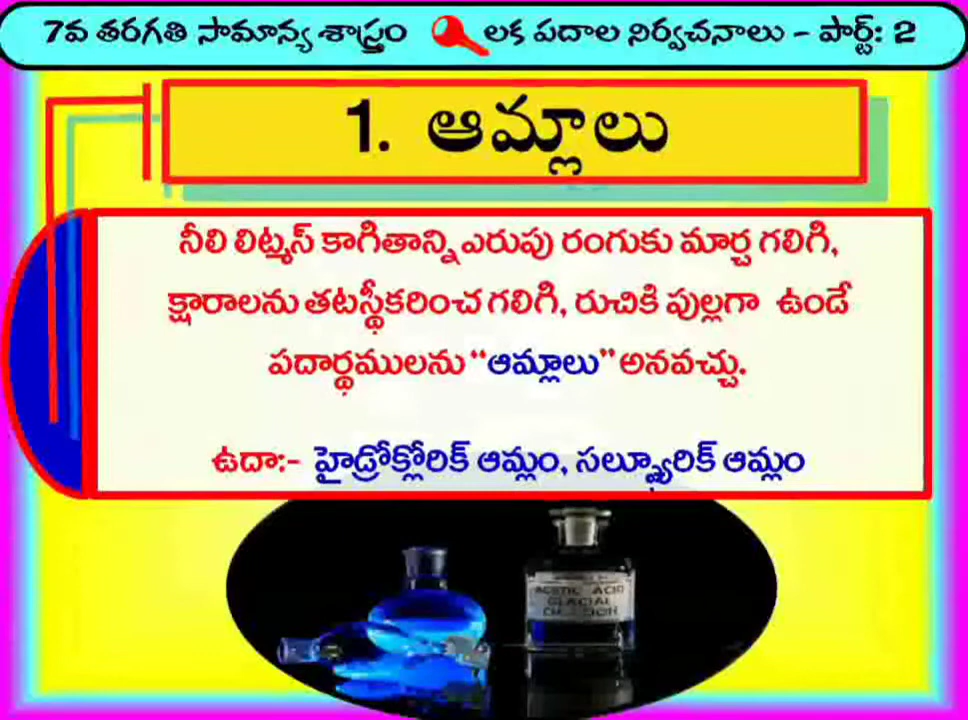 7వ తరగతి సామాన్య శాస్త్రం లక పదాల నిర్వచనాలు - పార్ట్: 2
1. ఆమ్లాలు
నీలి లిట్మస్ కాగితాన్ని ఎరుపు రంగుకు మార్చ గలిగి,
క్షారాలను తటస్థీకరించ గలిగి, రుచికి పుల్లగా ఉండే
పదార్థములను “ఆమ్లాలు” అనవచ్చు.
ఉదా:- హైడ్రోక్లోరిక్ ఆమ్లం, సల్ఫ్యూరిక్ ఆమ్లం
ACETIC ACID
GLACIAL